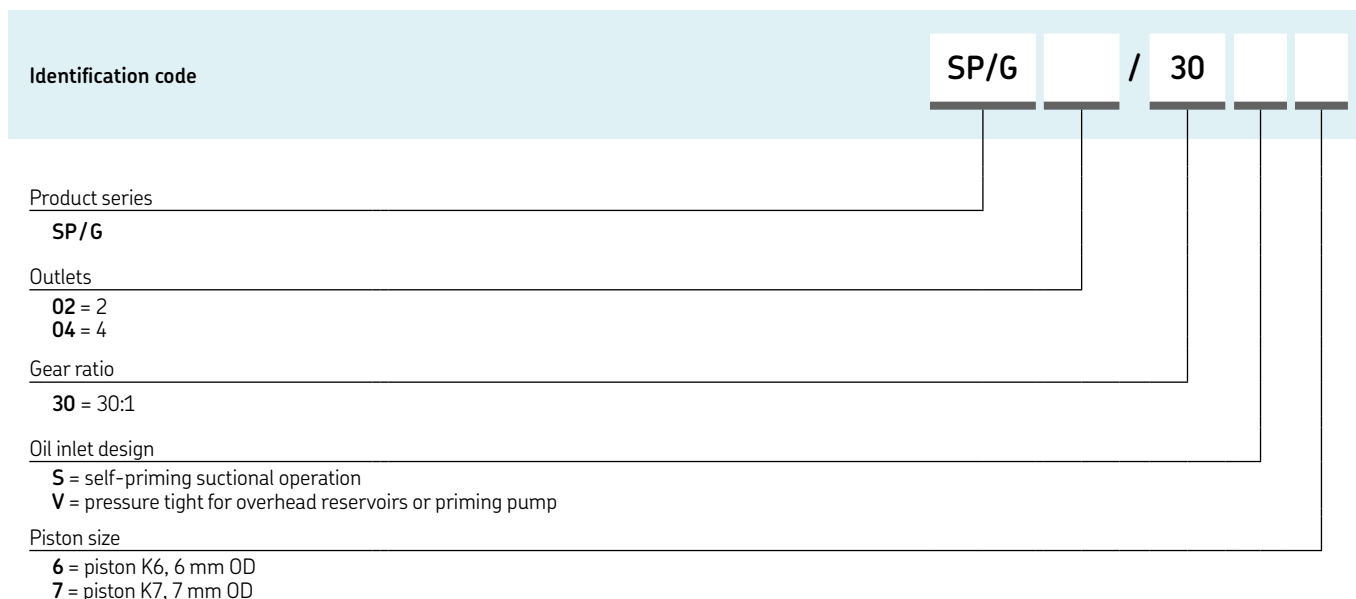 Identification code SP/G / 30
Product series
SP/G
Outlets
02 = 2
04 = 4
Gear ratio
30 = 30:1
Oil inlet design
S = self-priming suctional operation
V = pressure tight for overhead reservoirs or priming pump
Piston size
6 = piston K6, 6 mm OD
7 = piston K7, 7 mm OD